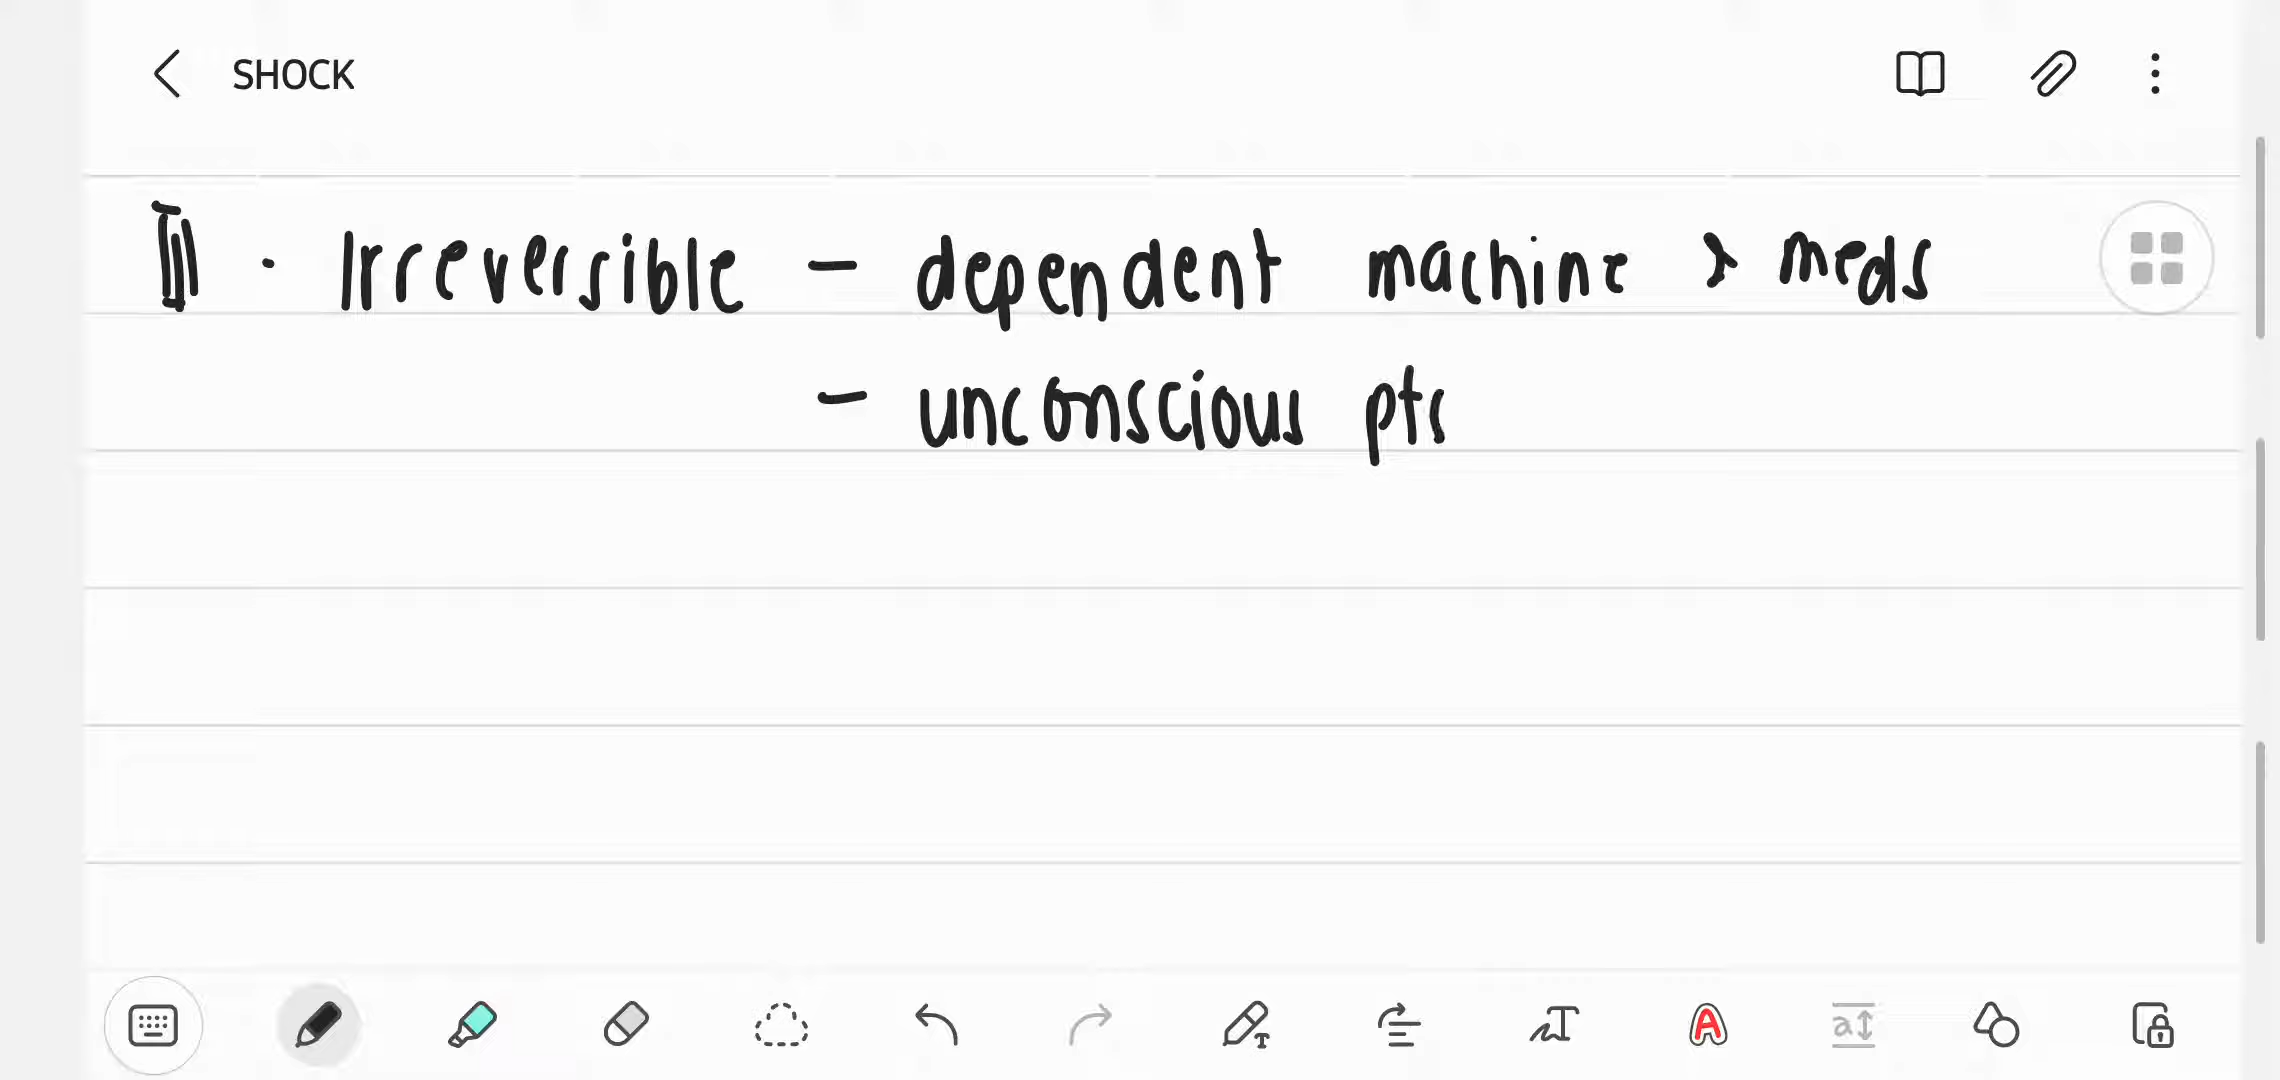 SHOCK
III. Irreversible - dependent machine & meds
- unconscious pts